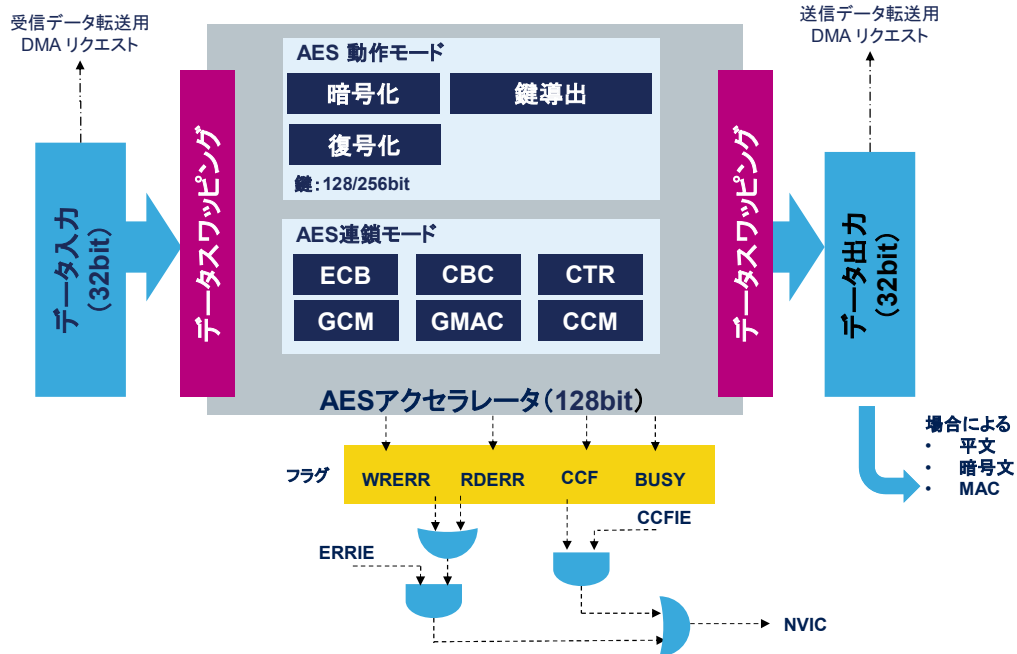 受信データ転送用
DMA リクエスト
送信データ転送用
DMA リクエスト
データ入力
(32bit)
データスワッピング
AES 動作モード
暗号化
鍵導出
復号化
鍵：128/256bit
AES連鎖モード
ECB
CBC
CTR
GCM
GMAC
CCM
AESアクセラレータ（128bit）
データスワッピング
データ出力
(32bit)
場合による
• 平文
• 暗号文
• MAC
フラグ
WRERR
RDERR
CCF
BUSY
CCFIE
ERRIE
NVIC